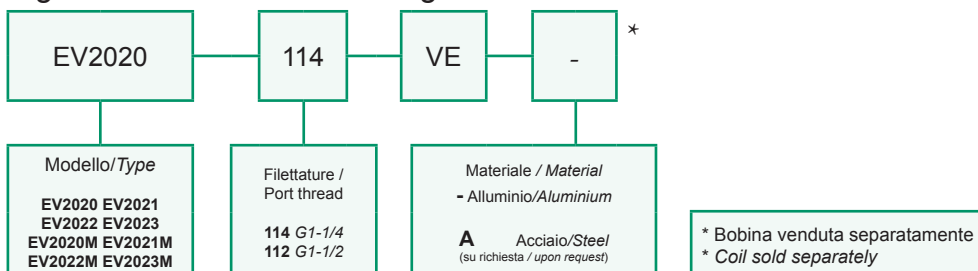 EV2020 114 VE - *
Modello/Type
EV2020 EV2021
EV2022 EV2023
EV2020M EV2021M
EV2022M EV2023M
Filettature /
Port thread
114 G1-1/4
112 G1-1/2
Materiale / Material
- Alluminio/Aluminium
A Acciaio/Steel
(su richiesta / upon request)
* Bobina venduta separatamente
* Coil sold separately